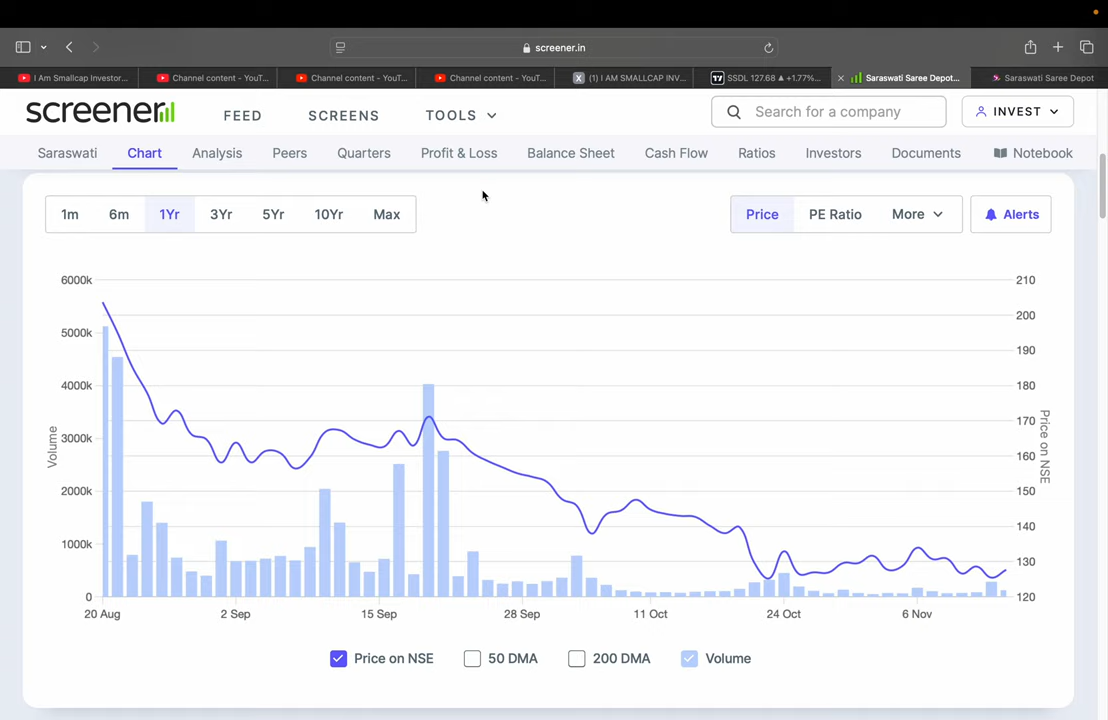 screener.in
I Am Smallcap Investor...
Channel content - YouT...
Channel content - YouT...
Channel content - YouT...
(1) I AM SMALLCAP INV...
SSDL 127.68 ▲ +1.77%...
Saraswati Saree Depot...
Saraswati Saree Depot
screener
FEED
SCREENS
TOOLS
Search for a company
INVEST
Saraswati
Chart
Analysis
Peers
Quarters
Profit & Loss
Balance Sheet
Cash Flow
Ratios
Investors
Documents
Notebook
1m
6m
1Yr
3Yr
5Yr
10Yr
Max
Price
PE Ratio
More
Alerts
6000k
5000k
4000k
3000k
2000k
1000k
0
Volume
210
200
190
180
170
160
150
140
130
120
Price on NSE
20 Aug
2 Sep
15 Sep
28 Sep
11 Oct
24 Oct
6 Nov
Price on NSE
50 DMA
200 DMA
Volume